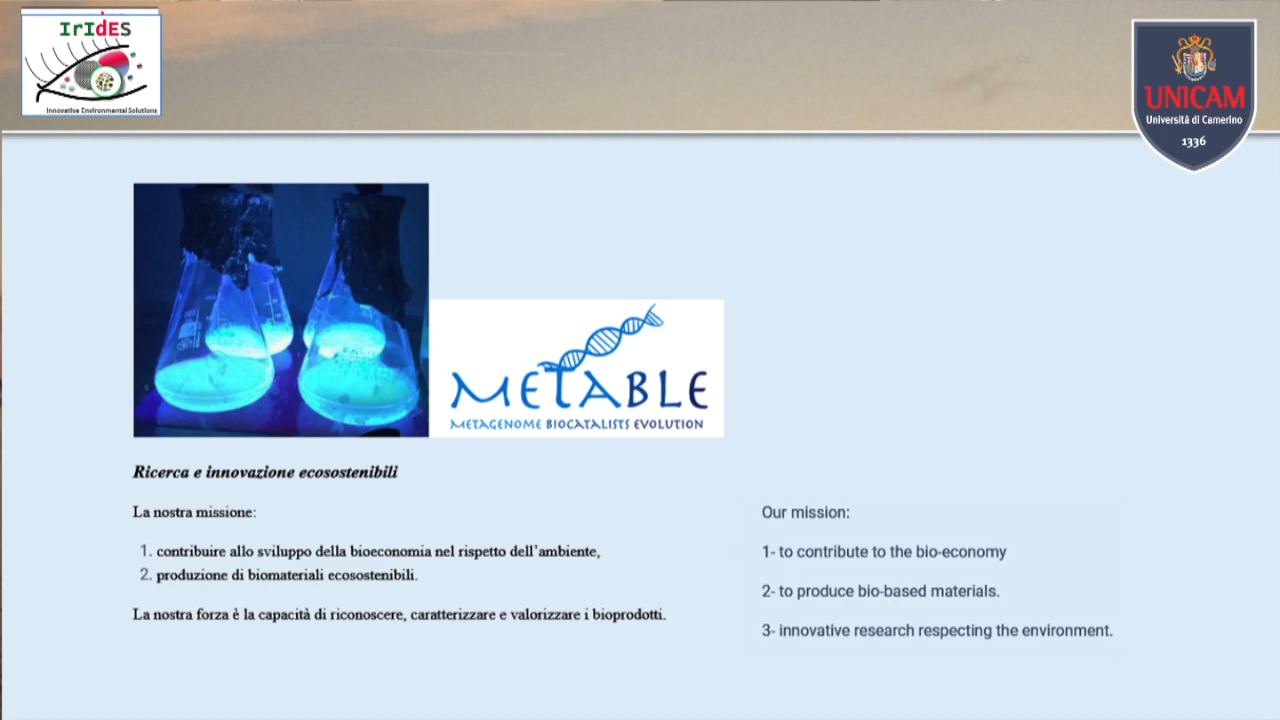 IrIdES
Innovative Environmental Solutions
UNICAM
Università di Camerino
1336
METABLE
METAGENOME BIOCATALISTS EVOLUTION
Ricerca e innovazione ecosostenibili
La nostra missione:
1. contribuire allo sviluppo della bioeconomia nel rispetto dell'ambiente,
2. produzione di biomateriali ecosostenibili.
La nostra forza è la capacità di riconoscere, caratterizzare e valorizzare i bioprodotti.
Our mission:
1- to contribute to the bio-economy
2- to produce bio-based materials.
3- innovative research respecting the environment.